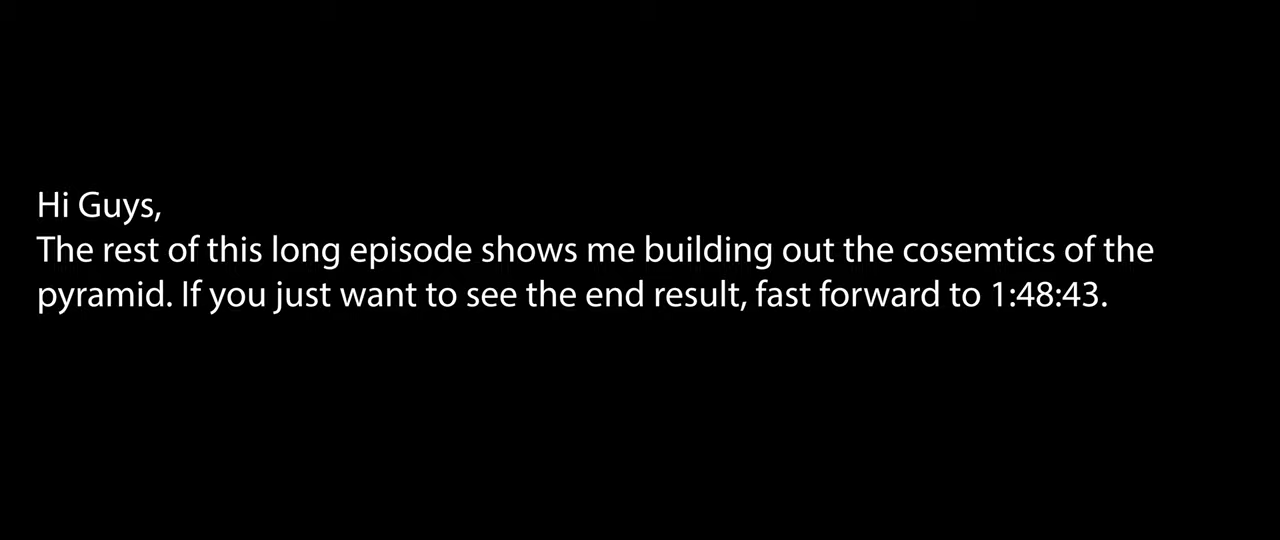 Hi Guys,
The rest of this long episode shows me building out the cosemtics of the
pyramid. If you just want to see the end result, fast forward to 1:48:43.